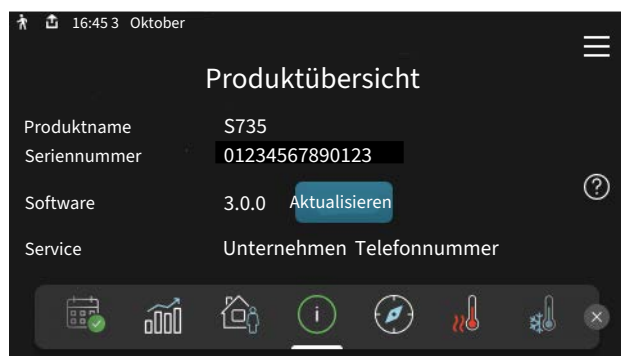 16:45 3 Oktober
Produktübersicht
Produktname S735
Seriennummer 01234567890123
Software 3.0.0 Aktualisieren
Service Unternehmen Telefonnummer